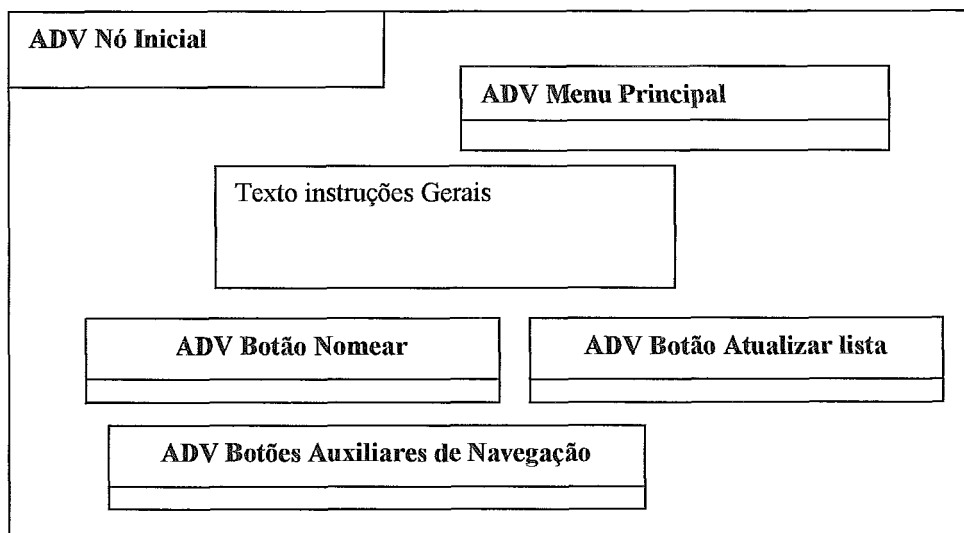 ADV Nó Inicial
ADV Menu Principal
Texto instruções Gerais
ADV Botão Nomear
ADV Botão Atualizar lista
ADV Botões Auxiliares de Navegação